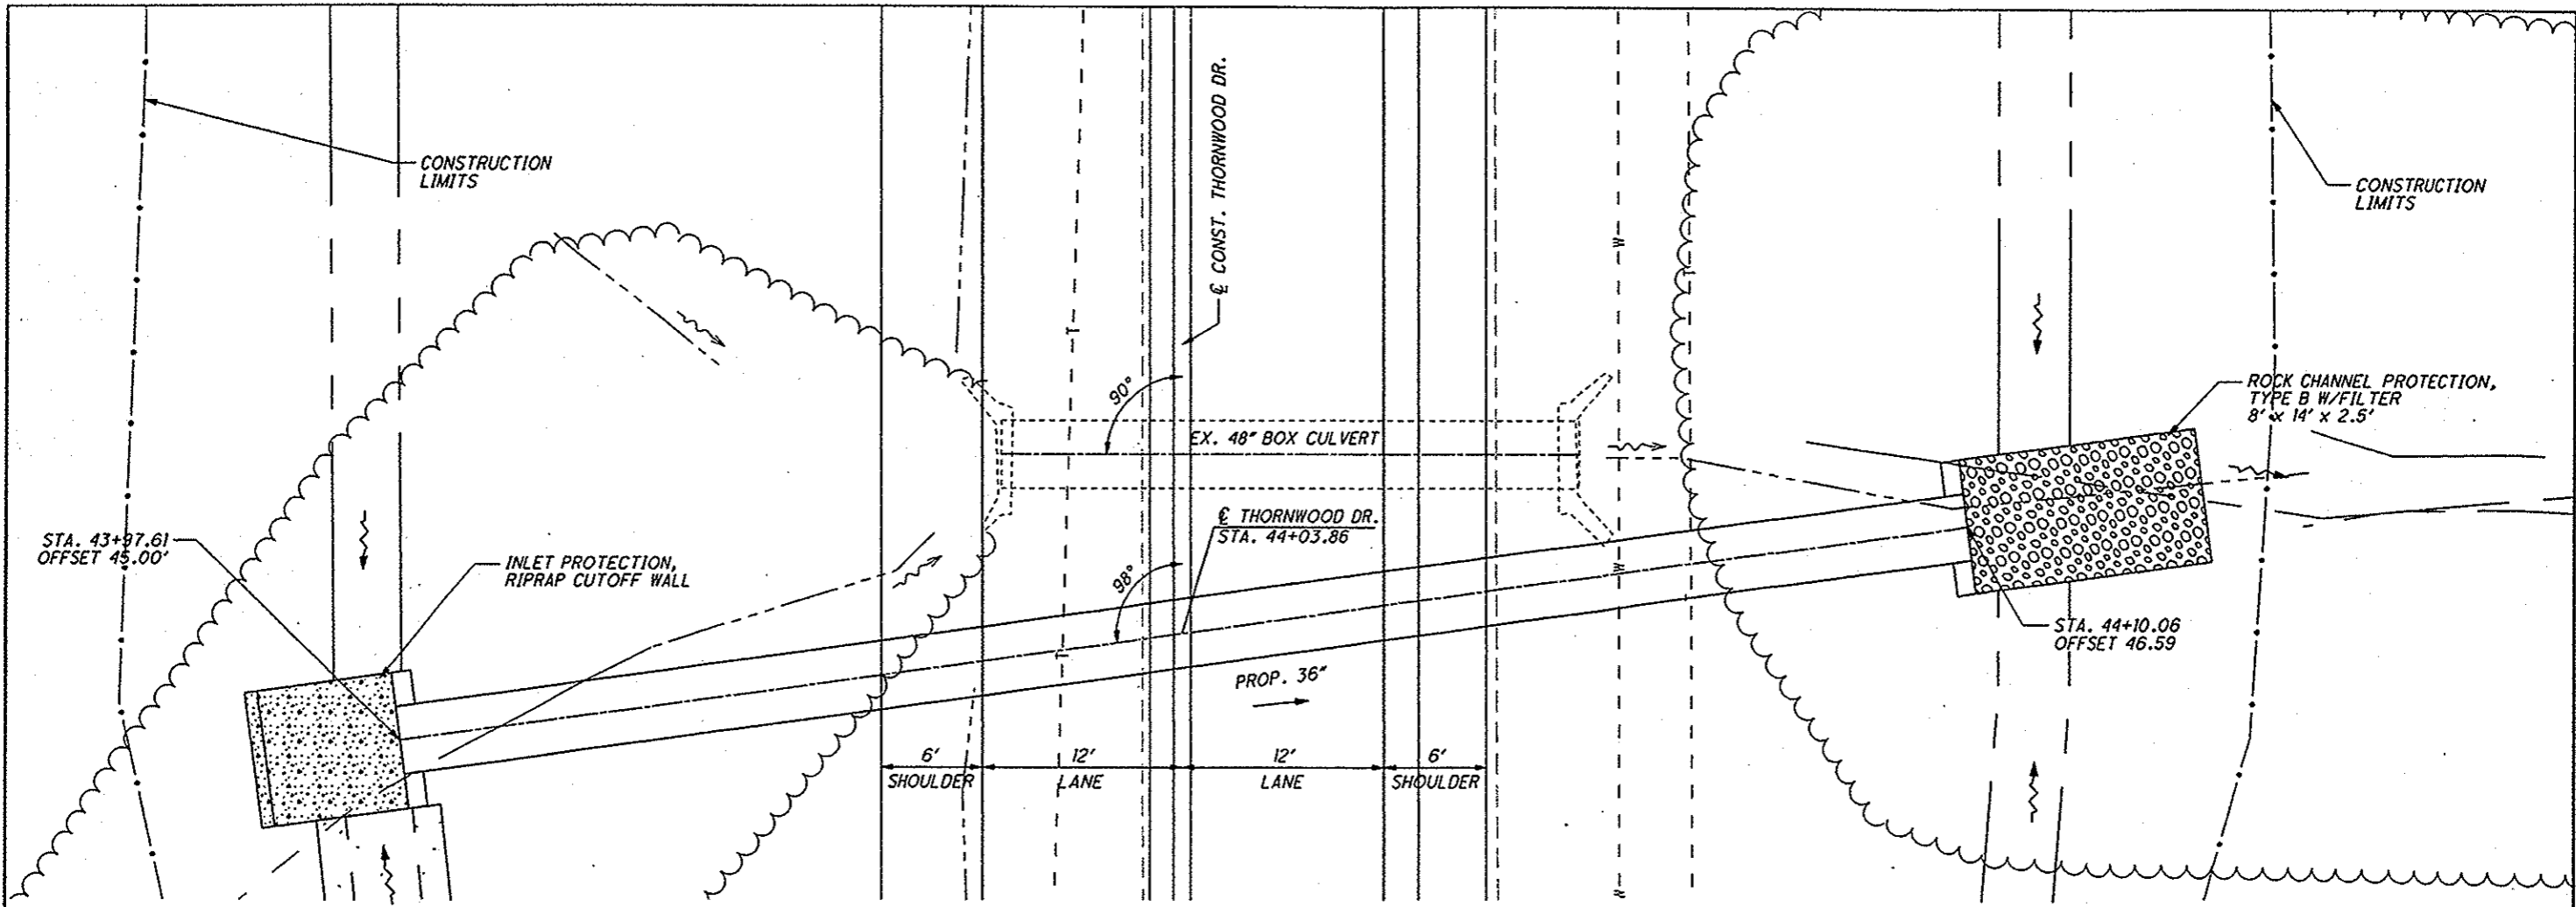 CONSTRUCTION
LIMITS
℄ CONST. THORNWOOD DR.
CONSTRUCTION
LIMITS
W
T
90°
EX. 48" BOX CULVERT
ROCK CHANNEL PROTECTION,
TYPE B W/FILTER
8' x 14' x 2.5'
STA. 43+97.61
OFFSET 45.00'
INLET PROTECTION,
RIPRAP CUTOFF WALL
℄ THORNWOOD DR.
STA. 44+03.86
98°
W
T
STA. 44+10.06
OFFSET 46.59
PROP. 36"
6'
SHOULDER
12'
LANE
12'
LANE
6'
SHOULDER
W